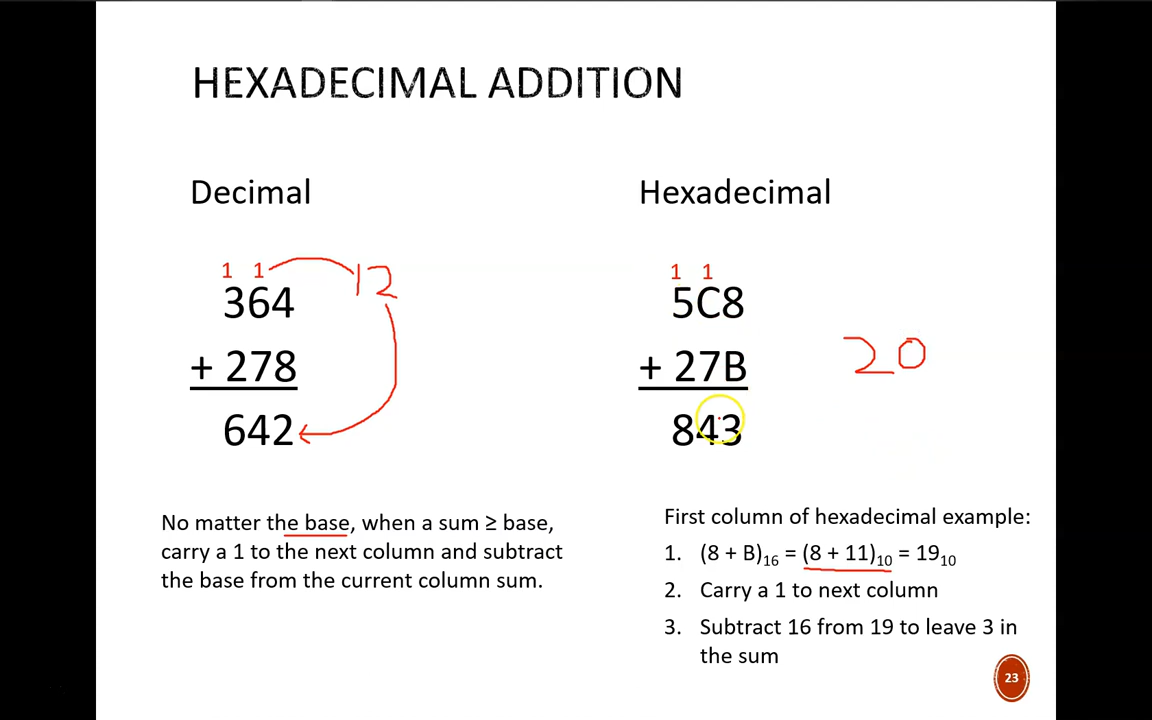 HEXADECIMAL ADDITION
Decimal
1 1
12
364
+ 278
642
No matter the base, when a sum ≥ base,
carry a 1 to the next column and subtract
the base from the current column sum.
Hexadecimal
1 1
5C8
+ 27B
20
843
First column of hexadecimal example:
1. (8 + B)₁₆ = (8 + 11)₁₀ = 19₁₀
2. Carry a 1 to next column
3. Subtract 16 from 19 to leave 3 in
the sum
23